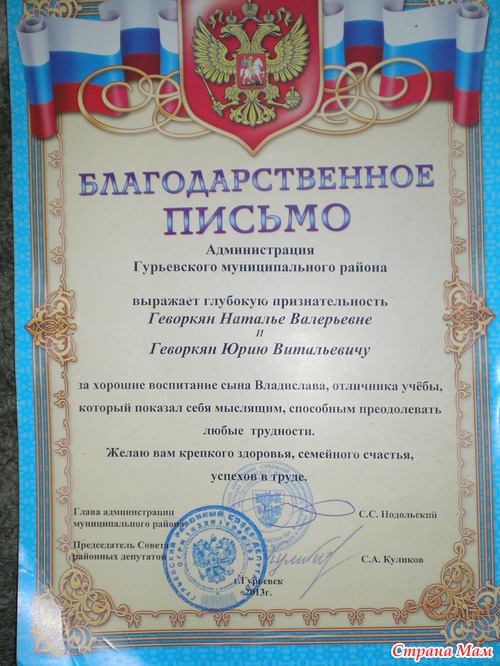 БЛАГОДАРСТВЕННОЕ
ПИСЬМО
Администрация
Гурьевского муниципального района
выражает глубокую признательность
Геворкян Наталье Валерьевне
и
Геворкян Юрию Витальевичу
за хорошие воспитание сына Владислава, отличника учёбы,
который показал себя мыслящим, способным преодолевать
любые трудности.
Желаю вам крепкого здоровья, семейного счастья,
успехов в труде.
Глава администрации
муниципального района
С.С. Подольский
Председатель Совета
районных депутатов
С.А. Куликов
г.Гурьевск
2013г.
Страна Мам